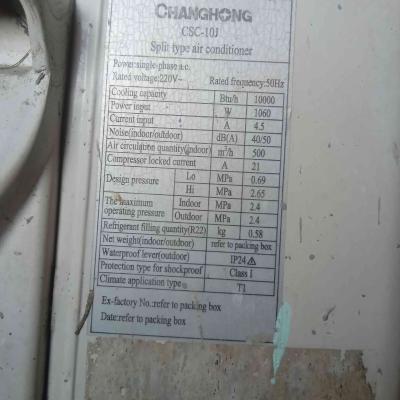 CHANGHONG
CSC-10J
Split type air conditioner
Power:single-phase a.c.
Rated voltage:220V~ Rated frequency:50Hz
Cooling capacity Btu/h 10000
Power input W 1060
Current input A 4.5
Noise(indoor/outdoor) dB(A) 40/50
Air circulation quantity(indoor) m³/h 500
Compressor locked current A 21
Design pressure Lo MPa 0.69
Hi MPa 2.65
The maximum operating pressure Indoor MPa 2.4
Outdoor MPa 2.4
Refrigerant filling quantity(R22) kg 0.58
Net weight(indoor/outdoor) refer to packing box
Waterproof lever(outdoor) IP24
Protection type for shockproof Class I
Climate application type T1
Ex-factory No.:refer to packing box
Date:refer to packing box